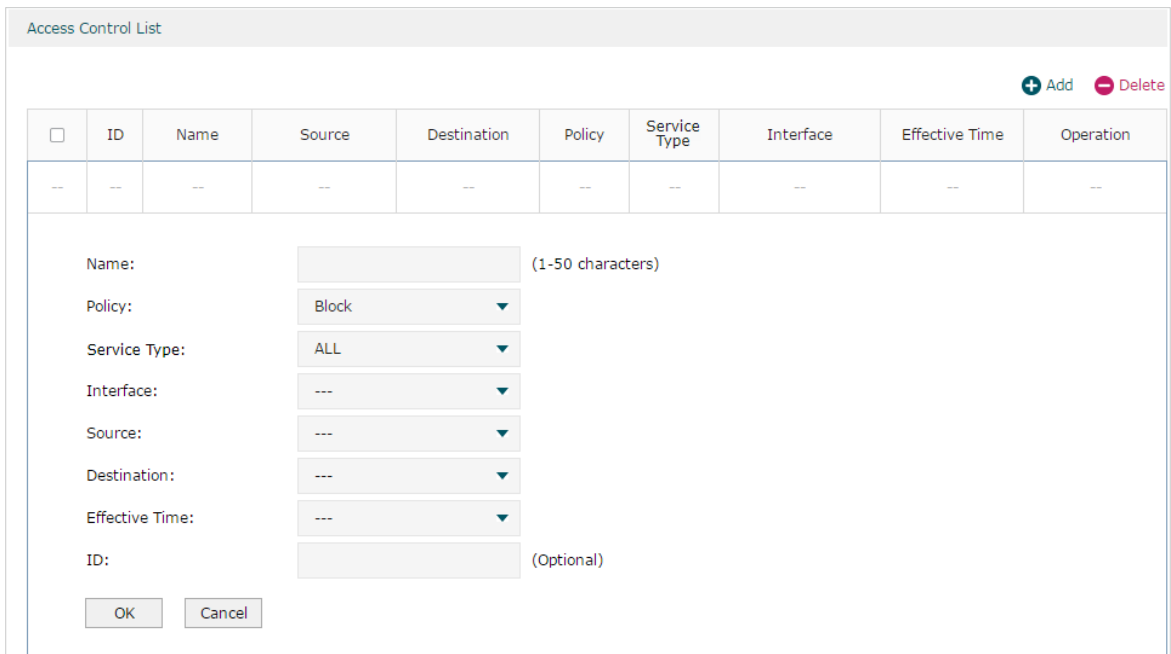 Access Control List
Add Delete
ID Name Source Destination Policy Service Type Interface Effective Time Operation
-- -- -- -- -- -- -- -- -- --
Name: (1-50 characters)
Policy: Block
Service Type: ALL
Interface: ---
Source: ---
Destination: ---
Effective Time: ---
ID: (Optional)
OK Cancel